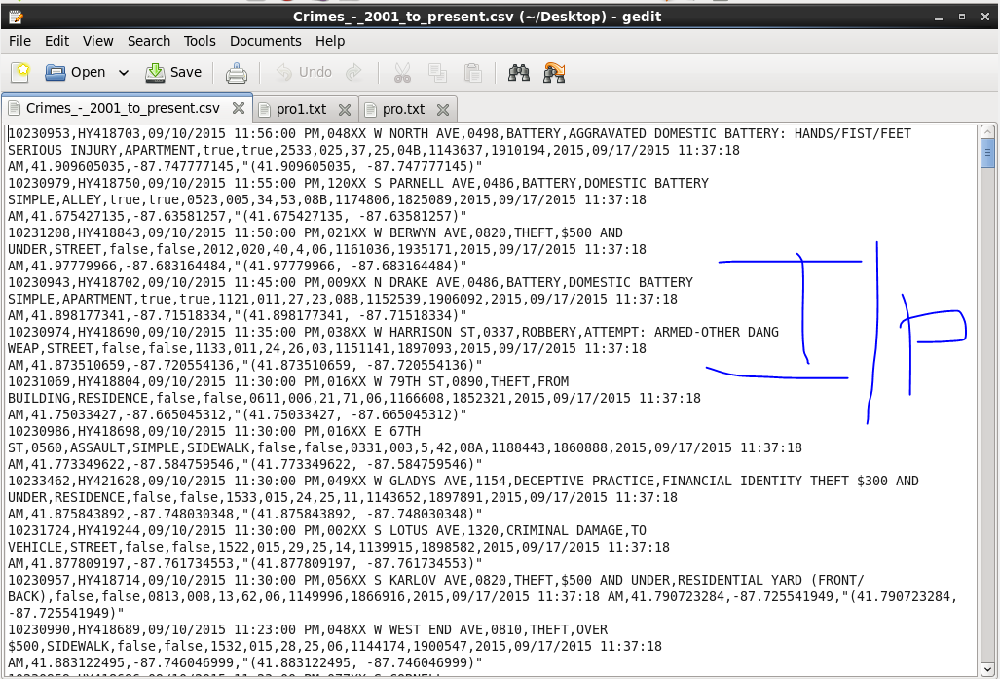 Crimes_-_2001_to_present.csv (~/Desktop) - gedit
File Edit View Search Tools Documents Help
Open Save Undo
Crimes_-_2001_to_present.csv pro1.txt pro.txt
10230953,HY418703,09/10/2015 11:56:00 PM,048XX W NORTH AVE,0498,BATTERY,AGGRAVATED DOMESTIC BATTERY: HANDS/FIST/FEET
SERIOUS INJURY,APARTMENT,true,true,2533,025,37,25,04B,1143637,1910194,2015,09/17/2015 11:37:18
AM,41.909605035,-87.747777145,"(41.909605035, -87.747777145)"
10230979,HY418750,09/10/2015 11:55:00 PM,120XX S PARNELL AVE,0486,BATTERY,DOMESTIC BATTERY
SIMPLE,ALLEY,true,true,0523,005,34,53,08B,1174806,1825089,2015,09/17/2015 11:37:18
AM,41.675427135,-87.63581257,"(41.675427135, -87.63581257)"
10231208,HY418843,09/10/2015 11:50:00 PM,021XX W BERWYN AVE,0820,THEFT,$500 AND
UNDER,STREET,false,false,2012,020,40,4,06,1161036,1935171,2015,09/17/2015 11:37:18
AM,41.97779966,-87.683164484,"(41.97779966, -87.683164484)"
10230943,HY418702,09/10/2015 11:45:00 PM,009XX N DRAKE AVE,0486,BATTERY,DOMESTIC BATTERY
SIMPLE,APARTMENT,true,true,1121,011,27,23,08B,1152539,1906092,2015,09/17/2015 11:37:18
AM,41.898177341,-87.71518334,"(41.898177341, -87.71518334)"
10230974,HY418690,09/10/2015 11:35:00 PM,038XX W HARRISON ST,0337,ROBBERY,ATTEMPT: ARMED-OTHER DANG
WEAP,STREET,false,false,1133,011,24,26,03,1151141,1897093,2015,09/17/2015 11:37:18
AM,41.873510659,-87.720554136,"(41.873510659, -87.720554136)"
10231069,HY418804,09/10/2015 11:30:00 PM,016XX W 79TH ST,0890,THEFT,FROM
BUILDING,RESIDENCE,false,false,0611,006,21,71,06,1166608,1852321,2015,09/17/2015 11:37:18
AM,41.75033427,-87.665045312,"(41.75033427, -87.665045312)"
10230986,HY418698,09/10/2015 11:30:00 PM,016XX E 67TH
ST,0560,ASSAULT,SIMPLE,SIDEWALK,false,false,0331,003,5,42,08A,1188443,1860888,2015,09/17/2015 11:37:18
AM,41.773349622,-87.584759546,"(41.773349622, -87.584759546)"
10233462,HY421628,09/10/2015 11:30:00 PM,049XX W GLADYS AVE,1154,DECEPTIVE PRACTICE,FINANCIAL IDENTITY THEFT $300 AND
UNDER,RESIDENCE,false,false,1533,015,24,25,11,1143652,1897891,2015,09/17/2015 11:37:18
AM,41.875843892,-87.748030348,"(41.875843892, -87.748030348)"
10231724,HY419244,09/10/2015 11:30:00 PM,002XX S LOTUS AVE,1320,CRIMINAL DAMAGE,TO
VEHICLE,STREET,false,false,1522,015,29,25,14,1139915,1898582,2015,09/17/2015 11:37:18
AM,41.877809197,-87.761734553,"(41.877809197, -87.761734553)"
10230957,HY418714,09/10/2015 11:30:00 PM,056XX S KARLOV AVE,0820,THEFT,$500 AND UNDER,RESIDENTIAL YARD (FRONT/
BACK),false,false,0813,008,13,62,06,1149996,1866916,2015,09/17/2015 11:37:18 AM,41.790723284,-87.725541949,"(41.790723284,
-87.725541949)"
10230990,HY418689,09/10/2015 11:23:00 PM,048XX W WEST END AVE,0810,THEFT,OVER
$500,SIDEWALK,false,false,1532,015,28,25,06,1144174,1900547,2015,09/17/2015 11:37:18
AM,41.883122495,-87.746046999,"(41.883122495, -87.746046999)"
I/P